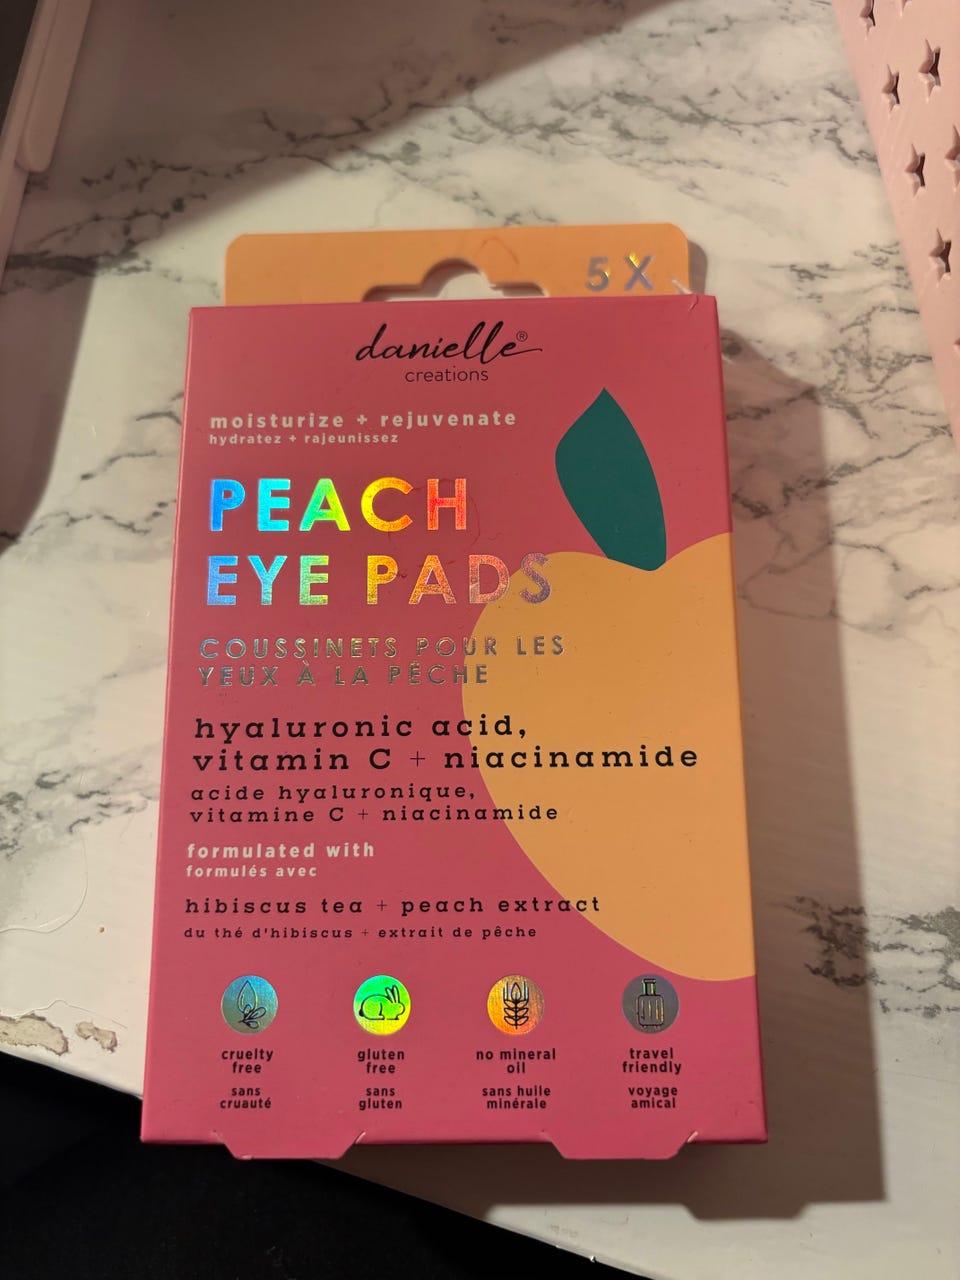 5 X
danielle®
creations
moisturize + rejuvenate
hydratez + rajeunissez
PEACH
EYE PADS
COUSSINETS POUR LES
YEUX À LA PÊCHE
hyaluronic acid,
vitamin C + niacinamide
acide hyaluronique,
vitamine C + niacinamide
formulated with
formulés avec
hibiscus tea + peach extract
du thé d'hibiscus + extrait de pêche
cruelty
free
sans
cruauté
gluten
free
sans
gluten
no mineral
oil
sans huile
minérale
travel
friendly
voyage
amical